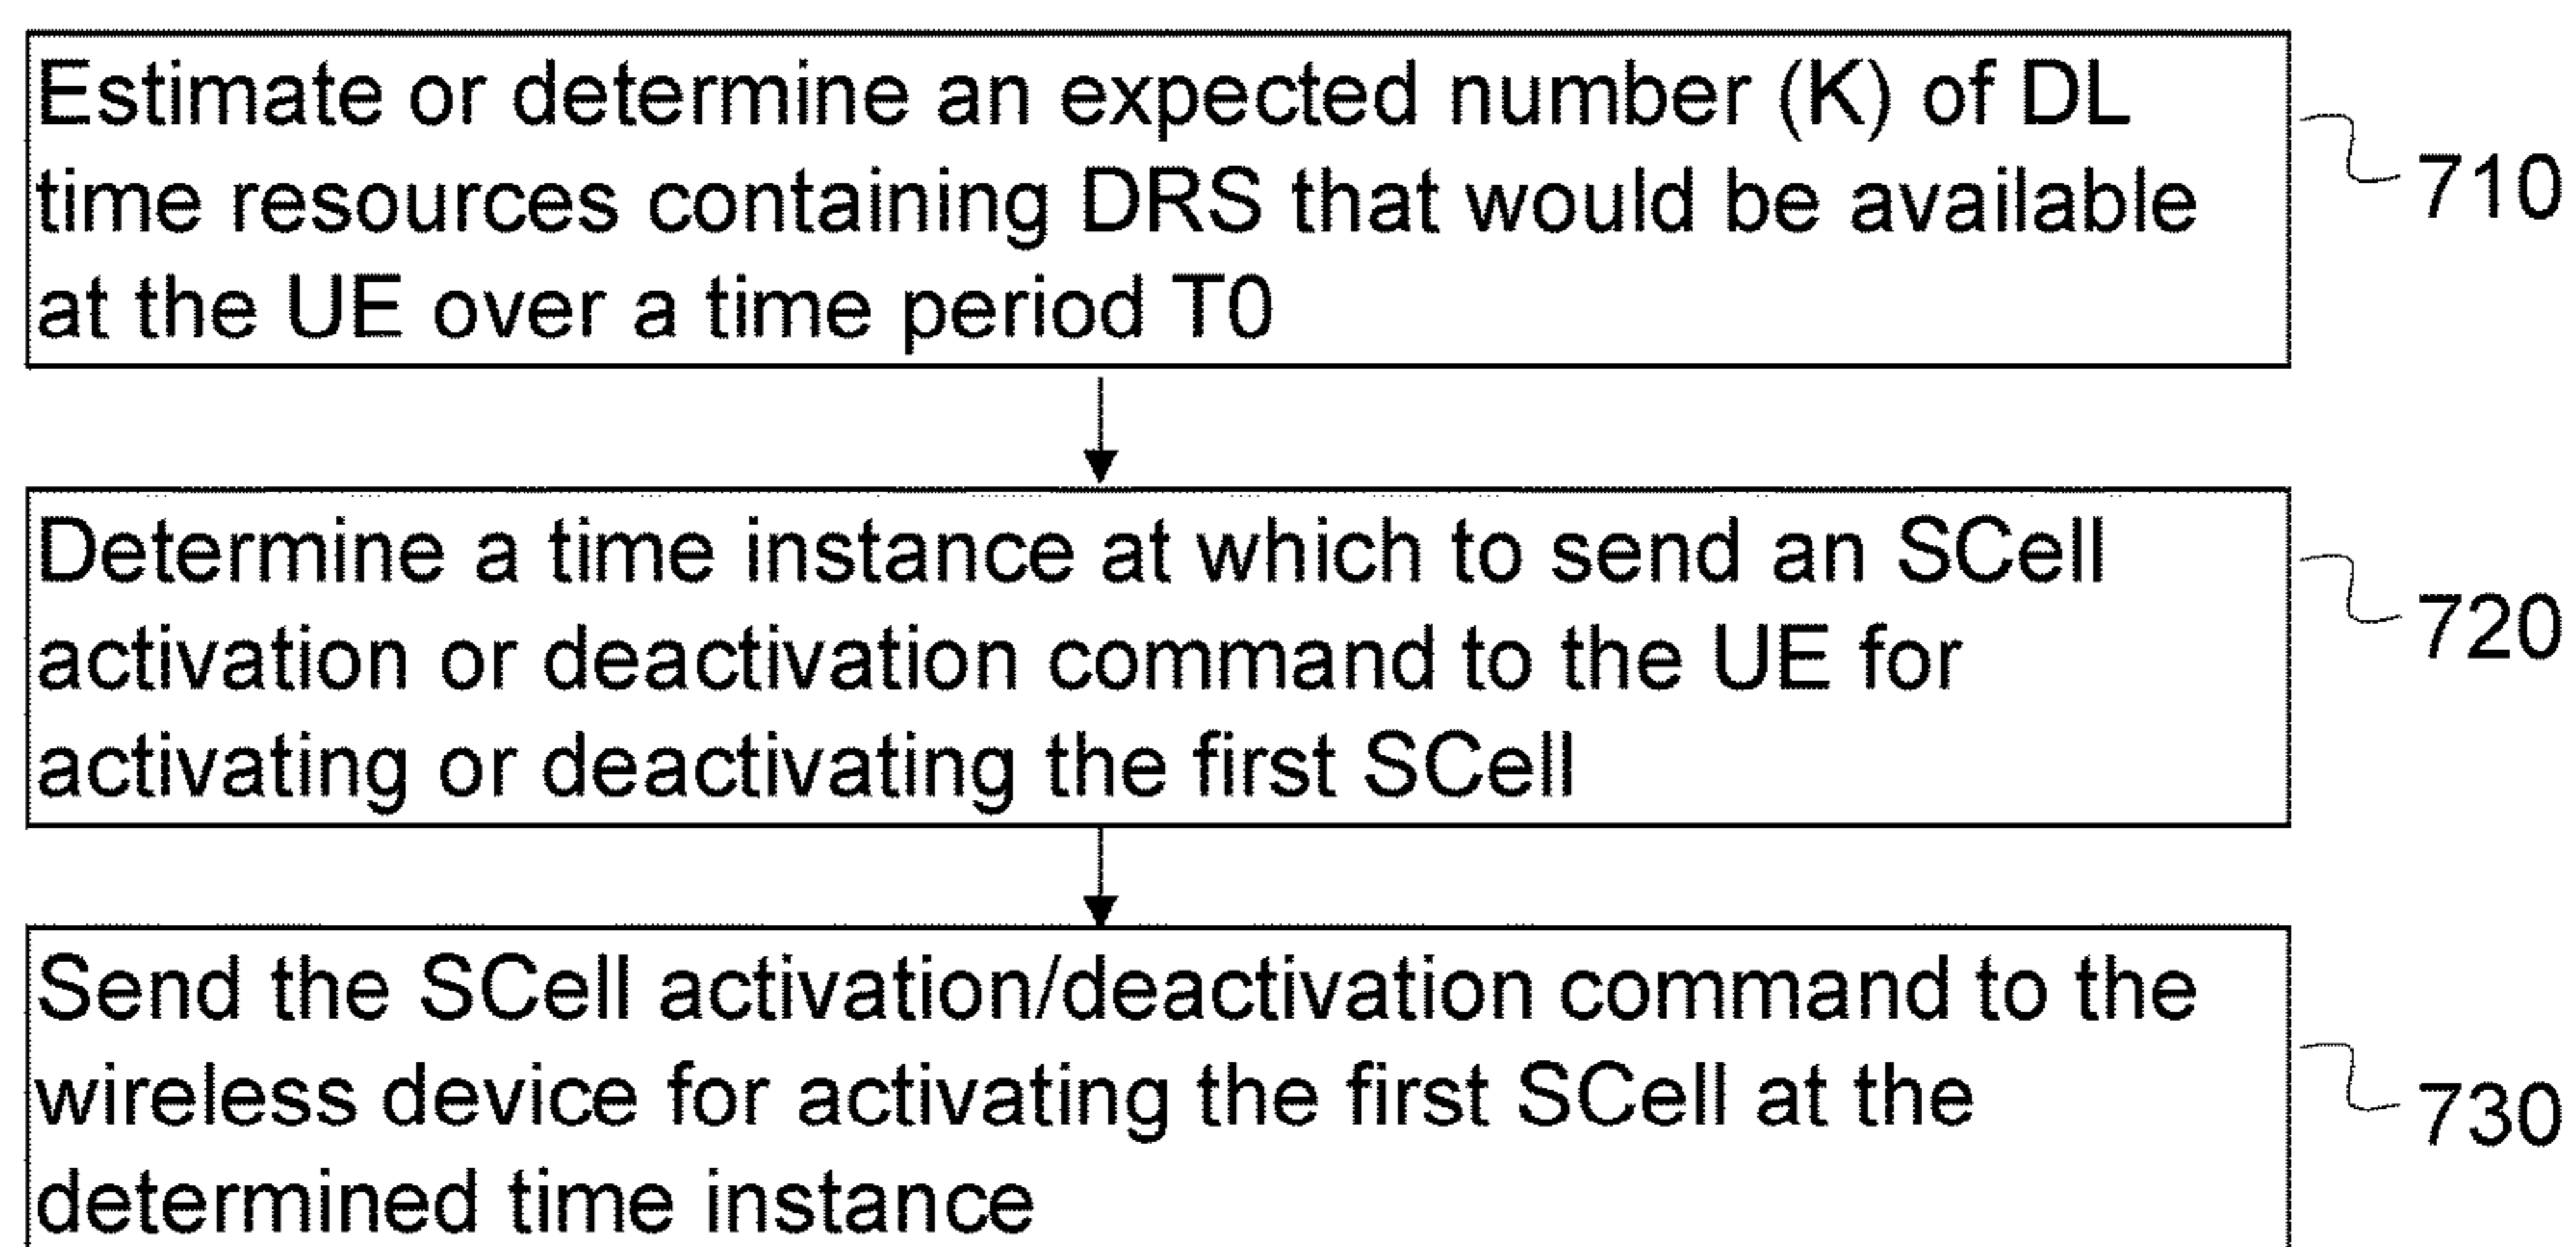 Estimate or determine an expected number (K) of DL
time resources containing DRS that would be available
at the UE over a time period T0
710
Determine a time instance at which to send an SCell
activation or deactivation command to the UE for
activating or deactivating the first SCell
720
Send the SCell activation/deactivation command to the
wireless device for activating the first SCell at the
determined time instance
730